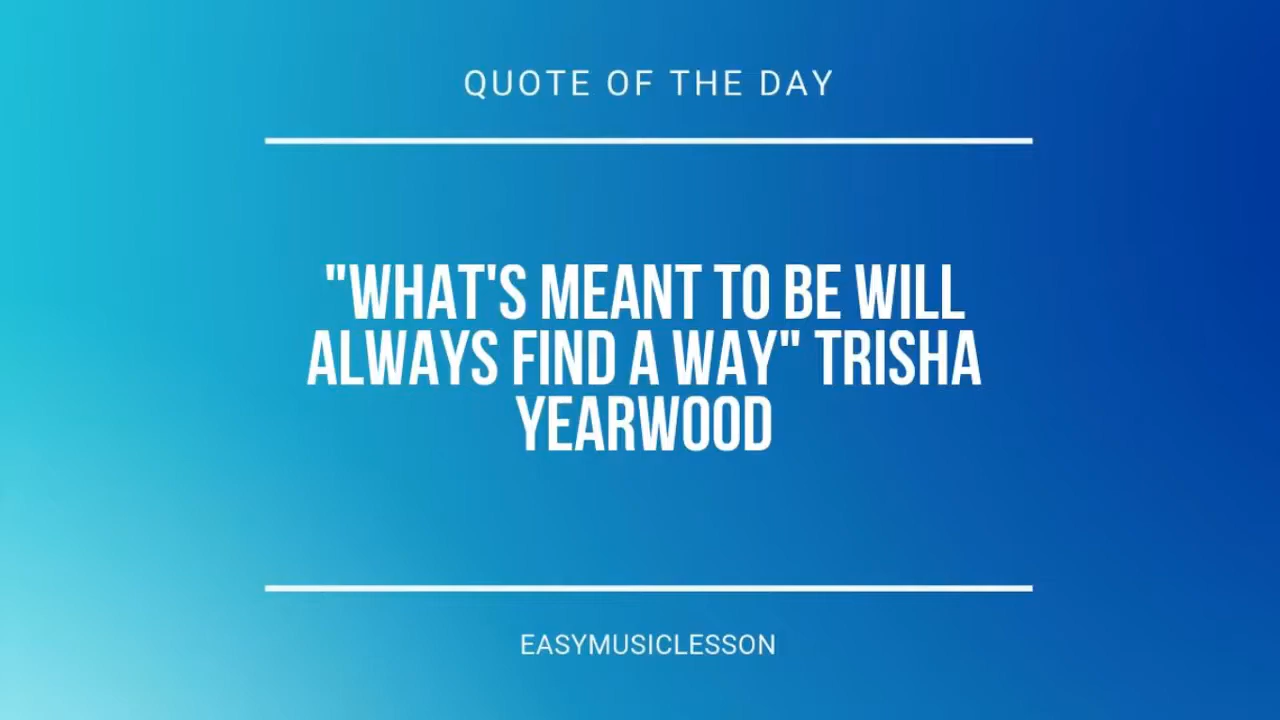 QUOTE OF THE DAY
"WHAT'S MEANT TO BE WILL
ALWAYS FIND A WAY" TRISHA
YEARWOOD
EASYMUSICLESSON